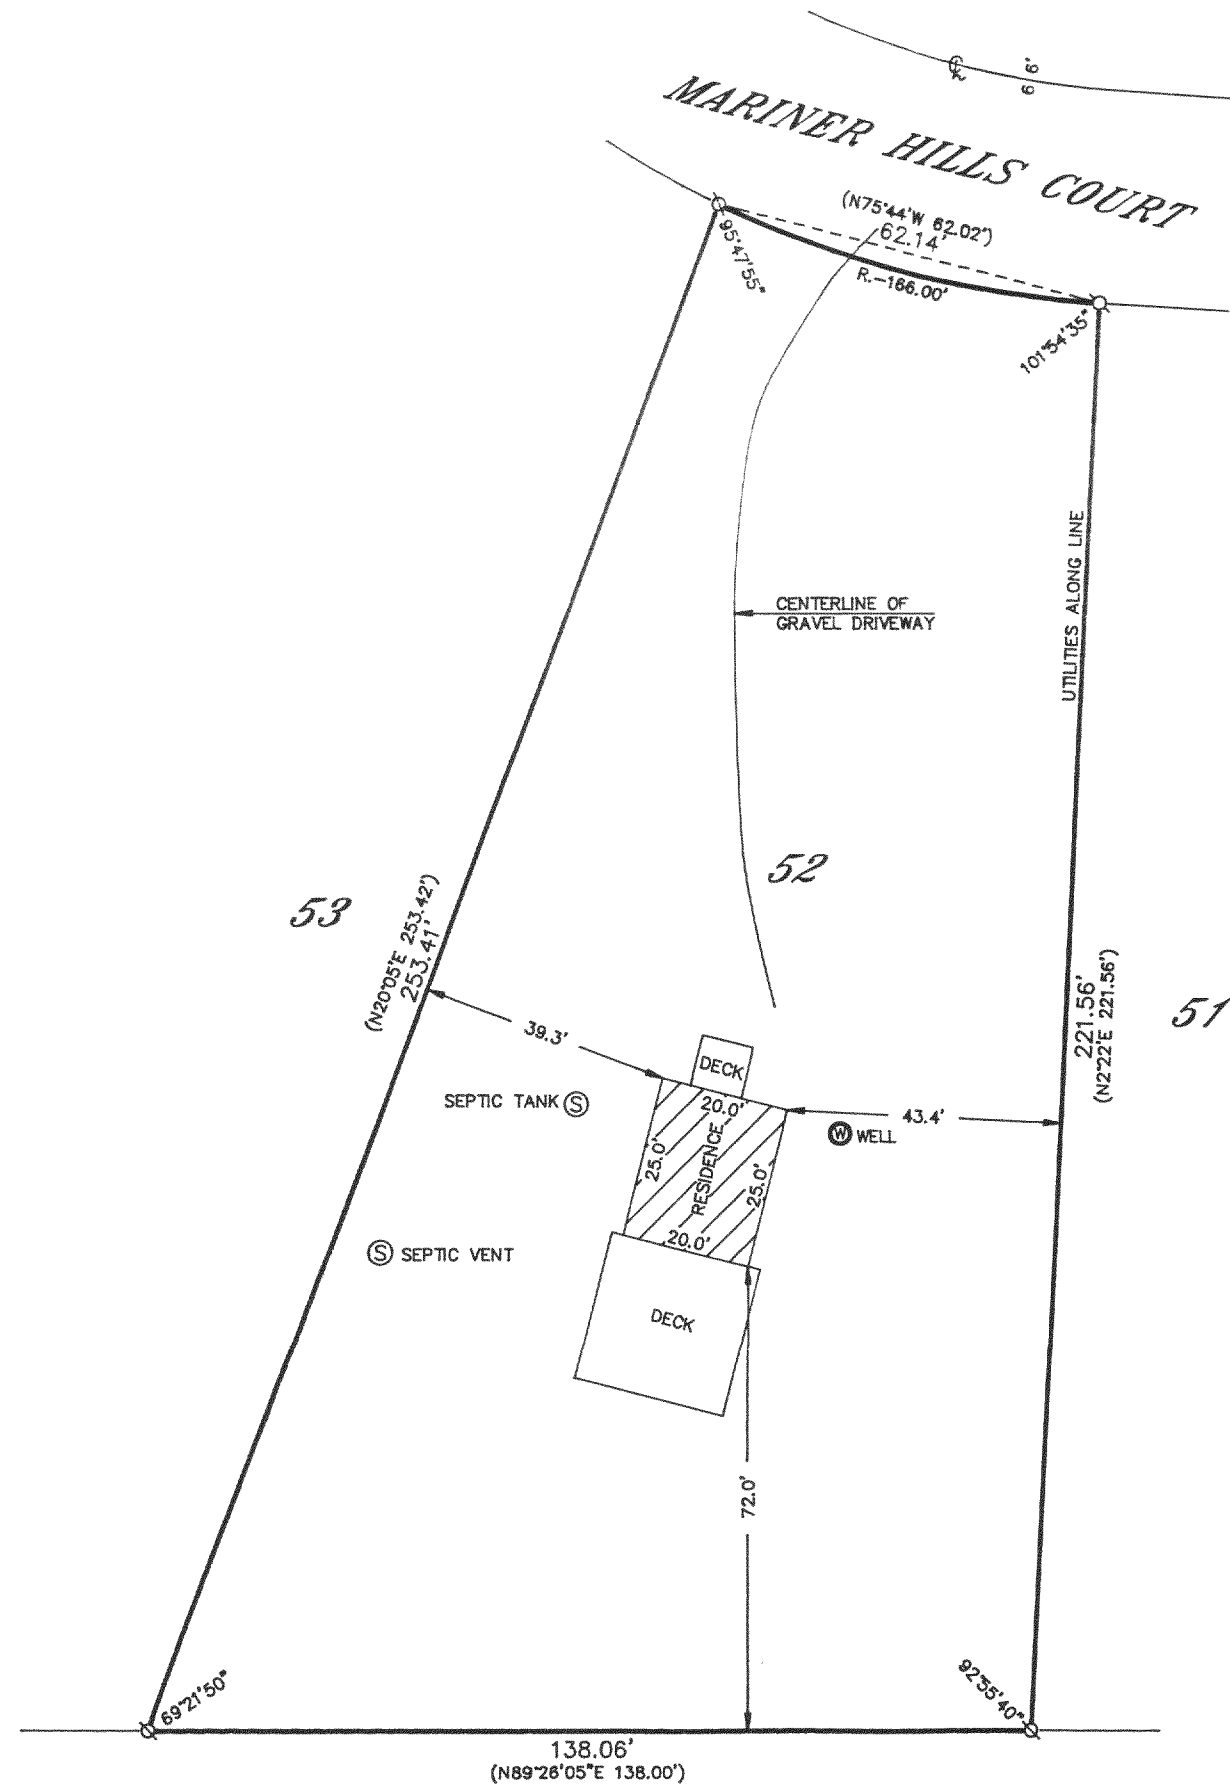 ℄
66'
MARINER HILLS COURT
(N75°44'W 62.02')
62.14'
R.-166.00'
95°47'55"
101°54'35"
UTILITIES ALONG LINE
CENTERLINE OF
GRAVEL DRIVEWAY
52
53
(N20°05'E 253.42')
253.41'
51
221.56'
(N2°22'E 221.56')
39.3'
DECK
SEPTIC TANK Ⓢ
20.0'
43.4'
Ⓦ WELL
25.0'
RESIDENCE
25.0'
20.0'
Ⓢ SEPTIC VENT
DECK
72.0'
69°21'50"
92°55'40"
138.06'
(N89°26'05"E 138.00')